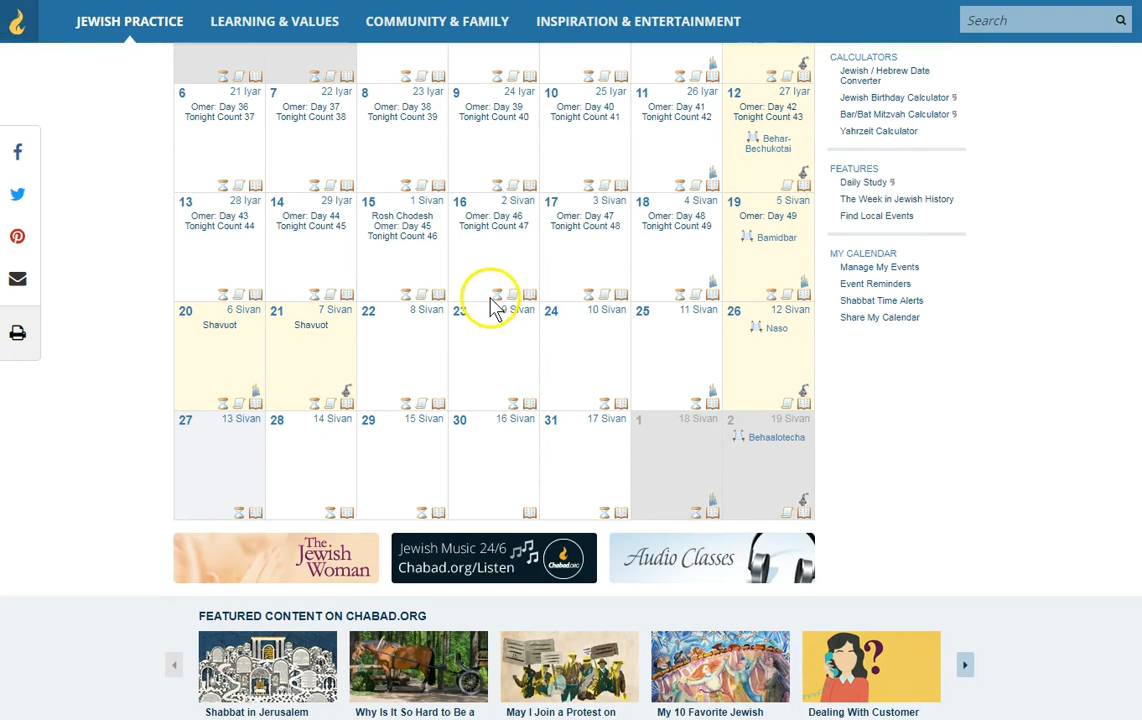 JEWISH PRACTICE LEARNING & VALUES COMMUNITY & FAMILY INSPIRATION & ENTERTAINMENT Search
6 21 Iyar 7 22 Iyar 8 23 Iyar 9 24 Iyar 10 25 Iyar 11 26 Iyar 12 27 Iyar
Omer: Day 36 Omer: Day 37 Omer: Day 38 Omer: Day 39 Omer: Day 40 Omer: Day 41 Omer: Day 42
Tonight Count 37 Tonight Count 38 Tonight Count 39 Tonight Count 40 Tonight Count 41 Tonight Count 42 Tonight Count 43
Behar-
Bechukotai
13 28 Iyar 14 29 Iyar 15 1 Sivan 16 2 Sivan 17 3 Sivan 18 4 Sivan 19 5 Sivan
Omer: Day 43 Omer: Day 44 Rosh Chodesh Omer: Day 46 Omer: Day 47 Omer: Day 48 Omer: Day 49
Tonight Count 44 Tonight Count 45 Omer: Day 45 Tonight Count 47 Tonight Count 48 Tonight Count 49
Tonight Count 46 Bamidbar
20 6 Sivan 21 7 Sivan 22 8 Sivan 23 9 Sivan 24 10 Sivan 25 11 Sivan 26 12 Sivan
Shavuot Shavuot Naso
27 13 Sivan 28 14 Sivan 29 15 Sivan 30 16 Sivan 31 17 Sivan 1 18 Sivan 2 19 Sivan
Behaalotecha
CALCULATORS
Jewish / Hebrew Date
Converter
Jewish Birthday Calculator
Bar/Bat Mitzvah Calculator
Yahrzeit Calculator
FEATURES
Daily Study
The Week in Jewish History
Find Local Events
MY CALENDAR
Manage My Events
Event Reminders
Shabbat Time Alerts
Share My Calendar
The
Jewish
Woman
Jewish Music 24/6
Chabad.org/Listen
Chabad.org
Audio Classes
FEATURED CONTENT ON CHABAD.ORG
Shabbat in Jerusalem Why Is It So Hard to Be a May I Join a Protest on My 10 Favorite Jewish Dealing With Customer